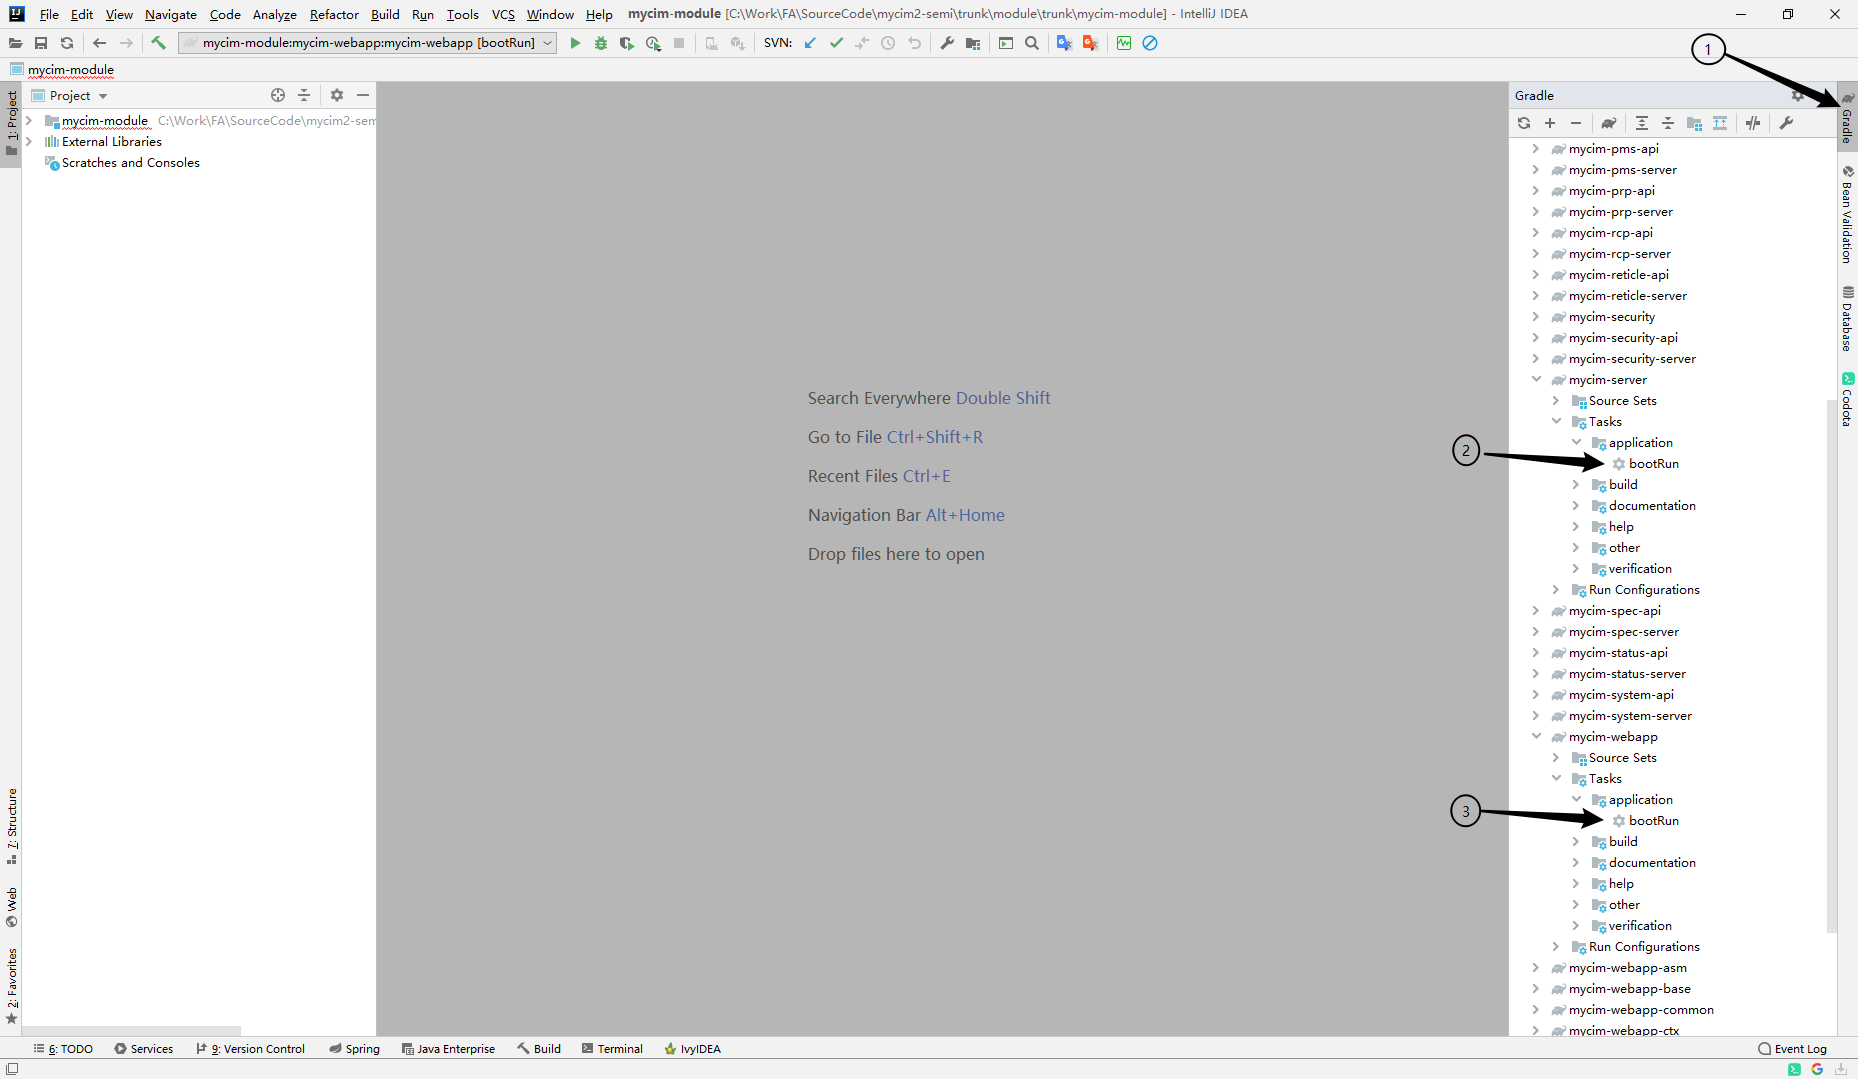 File Edit View Navigate Code Analyze Refactor Build Run Tools VCS Window Help mycim-module [C:\Work\FA\SourceCode\mycim2-semi\trunk\module\trunk\mycim-module] - IntelliJ IDEA
mycim-module:mycim-webapp:mycim-webapp [bootRun] SVN:
1
mycim-module
Project
mycim-module C:\Work\FA\SourceCode\mycim2-sem
External Libraries
Scratches and Consoles
1: Project
7: Structure
Web
2: Favorites
Search Everywhere Double Shift
Go to File Ctrl+Shift+R
Recent Files Ctrl+E
Navigation Bar Alt+Home
Drop files here to open
Gradle
mycim-pms-api
mycim-pms-server
mycim-prp-api
mycim-prp-server
mycim-rcp-api
mycim-rcp-server
mycim-reticle-api
mycim-reticle-server
mycim-security
mycim-security-api
mycim-security-server
mycim-server
Source Sets
Tasks
application
2
bootRun
build
documentation
help
other
verification
Run Configurations
mycim-spec-api
mycim-spec-server
mycim-status-api
mycim-status-server
mycim-system-api
mycim-system-server
mycim-webapp
Source Sets
Tasks
application
3
bootRun
build
documentation
help
other
verification
Run Configurations
mycim-webapp-asm
mycim-webapp-base
mycim-webapp-common
mycim-webapp-ctx
Gradle
Bean Validation
Database
Codota
6: TODO Services 9: Version Control Spring Java Enterprise Build Terminal IvyIDEA Event Log